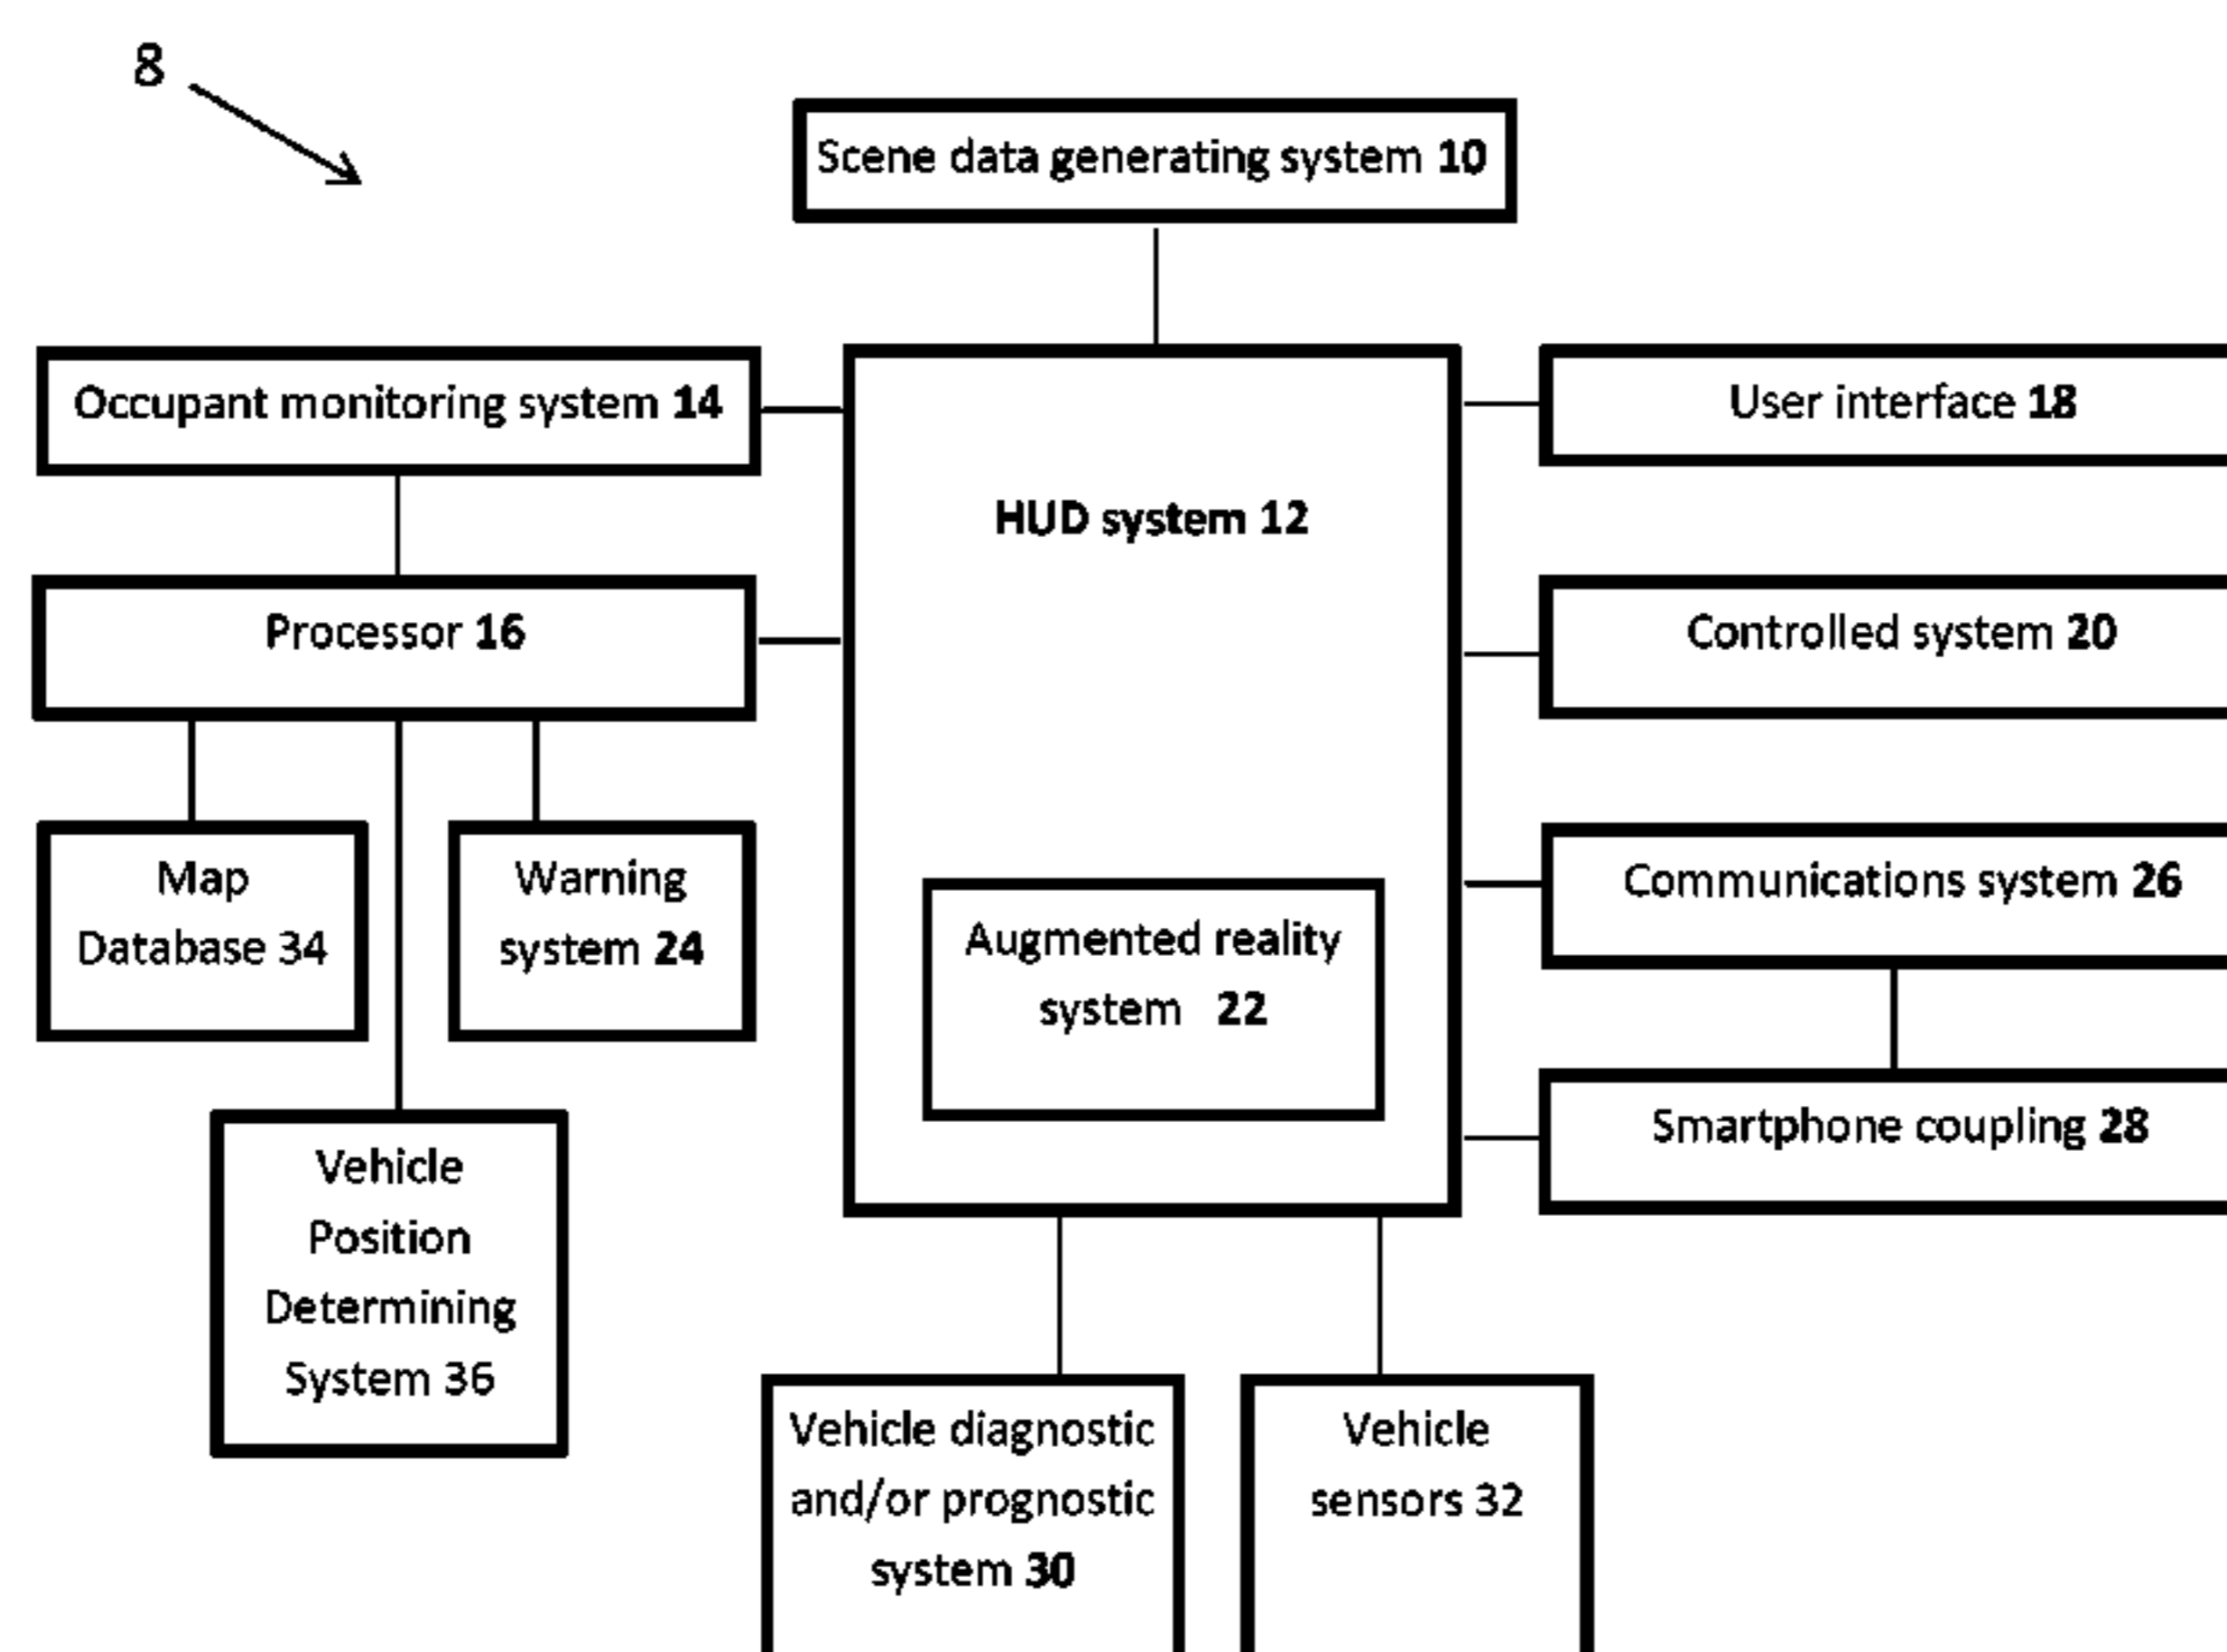 8
Scene data generating system 10
Occupant monitoring system 14
HUD system 12
User interface 18
Processor 16
Controlled system 20
Map
Database 34
Warning
system 24
Augmented reality
system 22
Communications system 26
Smartphone coupling 28
Vehicle
Position
Determining
System 36
Vehicle diagnostic
and/or prognostic
system 30
Vehicle
sensors 32